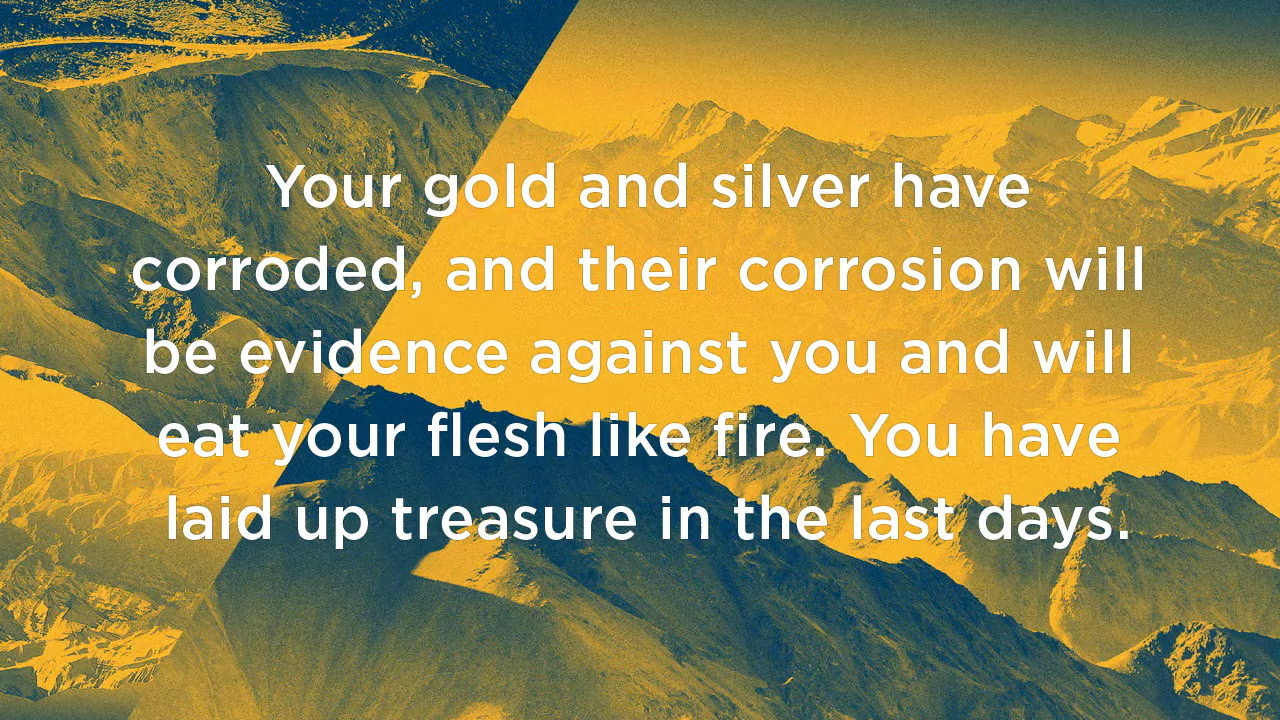 Your gold and silver have
corroded, and their corrosion will
be evidence against you and will
eat your flesh like fire. You have
laid up treasure in the last days.